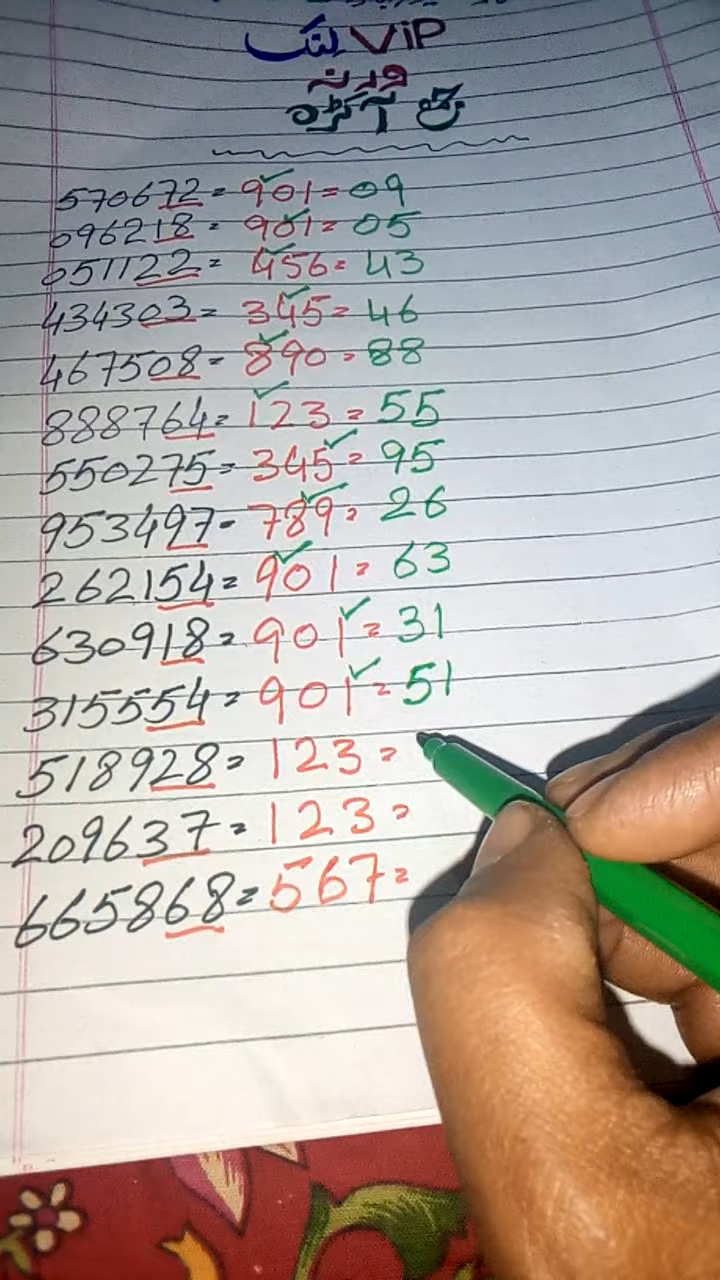 VIP لنک
570672 = 901 = 09
096218 = 901 = 05
051122 = 456 = 43
434303 = 345 = 46
467508 = 890 = 88
888764 = 123 = 55
550275 = 345 = 95
953497 = 789 = 26
262154 = 901 = 63
630918 = 901 = 31
315554 = 901 = 51
518928 = 123 =
209637 = 123 =
665868 = 567 =